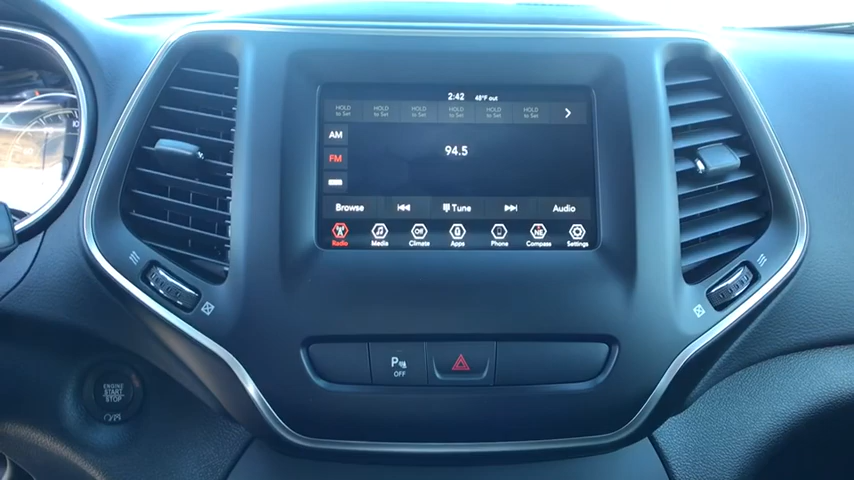 2:42 48°F out
HOLD to Set HOLD to Set HOLD to Set HOLD to Set HOLD to Set HOLD to Set
AM
FM
94.5
Browse Tune Audio
Radio Media Climate Apps Phone Compass Settings
Off NE
P OFF
ENGINE
START
STOP